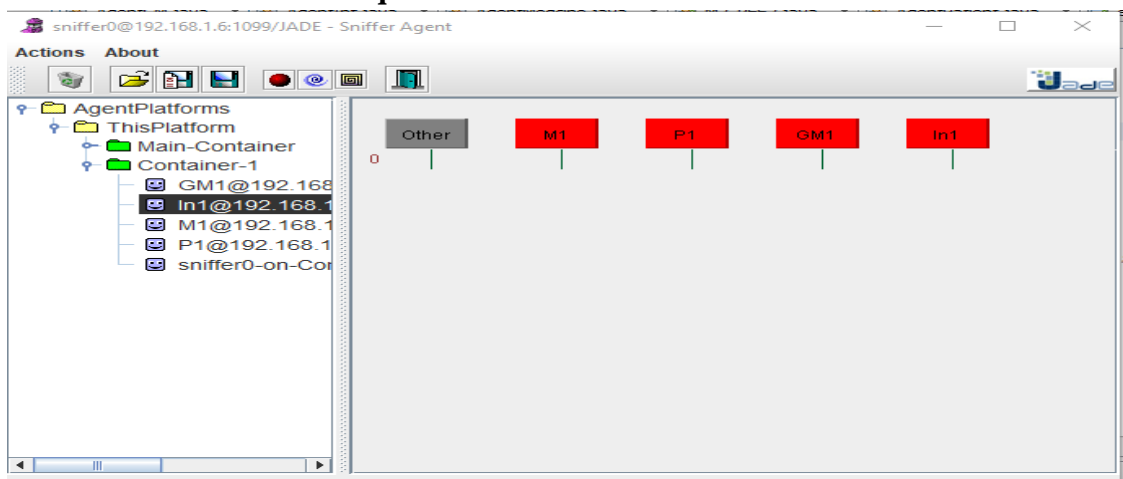 sniffer0@192.168.1.6:1099/JADE - Sniffer Agent
Actions About
Jade
AgentPlatforms
ThisPlatform
Main-Container
Container-1
GM1@192.168
In1@192.168.1
M1@192.168.1
P1@192.168.1
sniffer0-on-Cor
Other M1 P1 GM1 In1
0